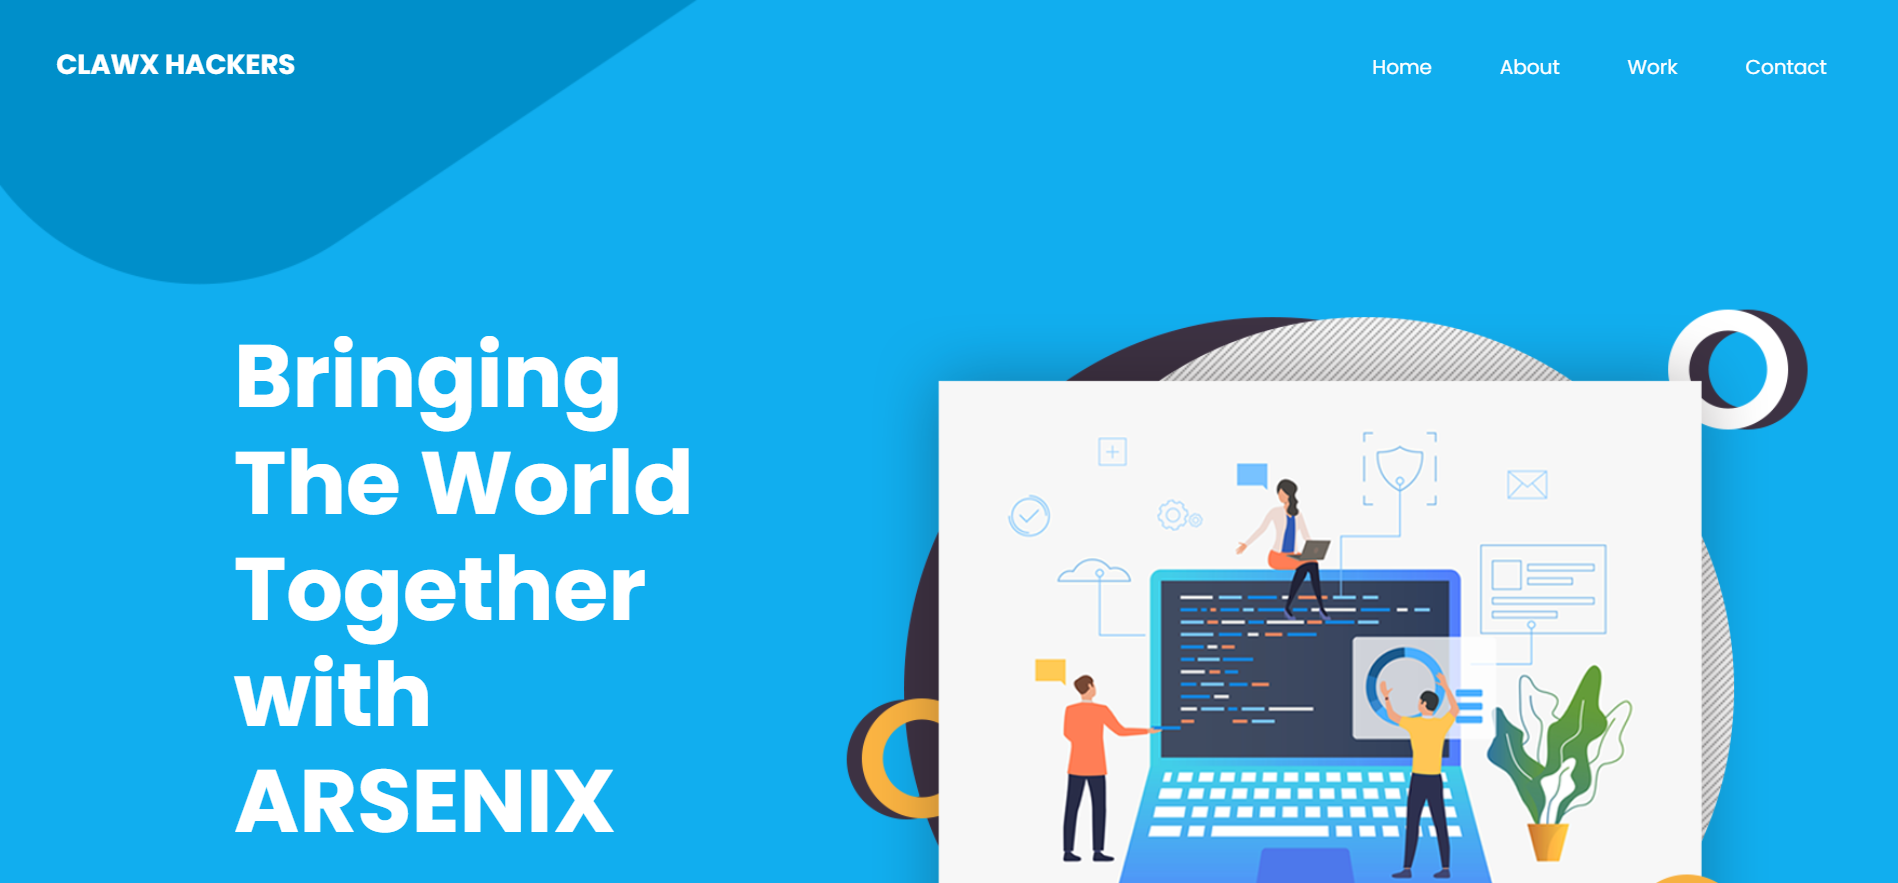 CLAWX HACKERS
Home About Work Contact
Bringing
The World
Together
with
ARSENIX